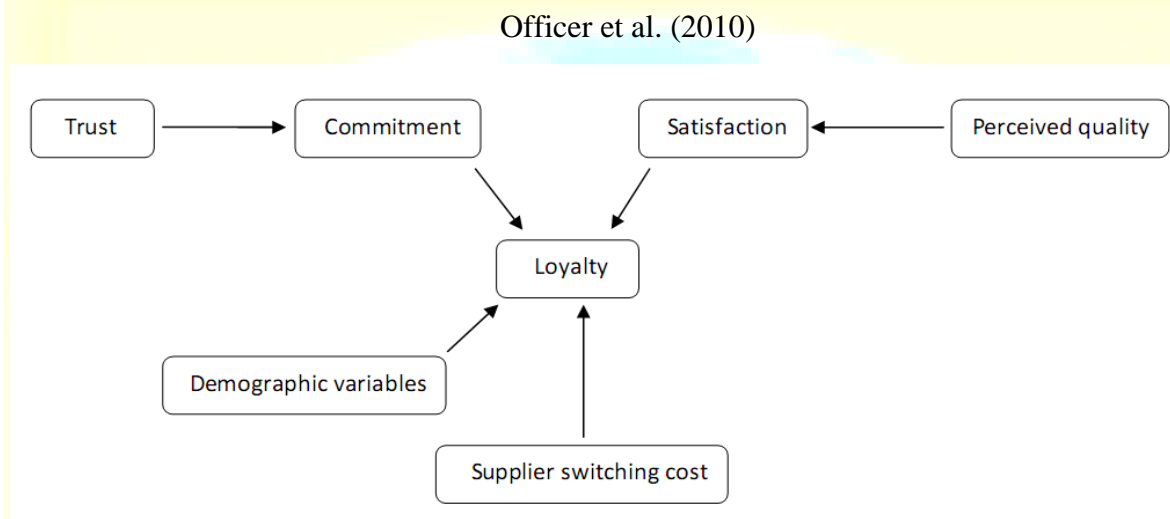 Officer et al. (2010)
Trust
Commitment
Satisfaction
Perceived quality
Loyalty
Demographic variables
Supplier switching cost